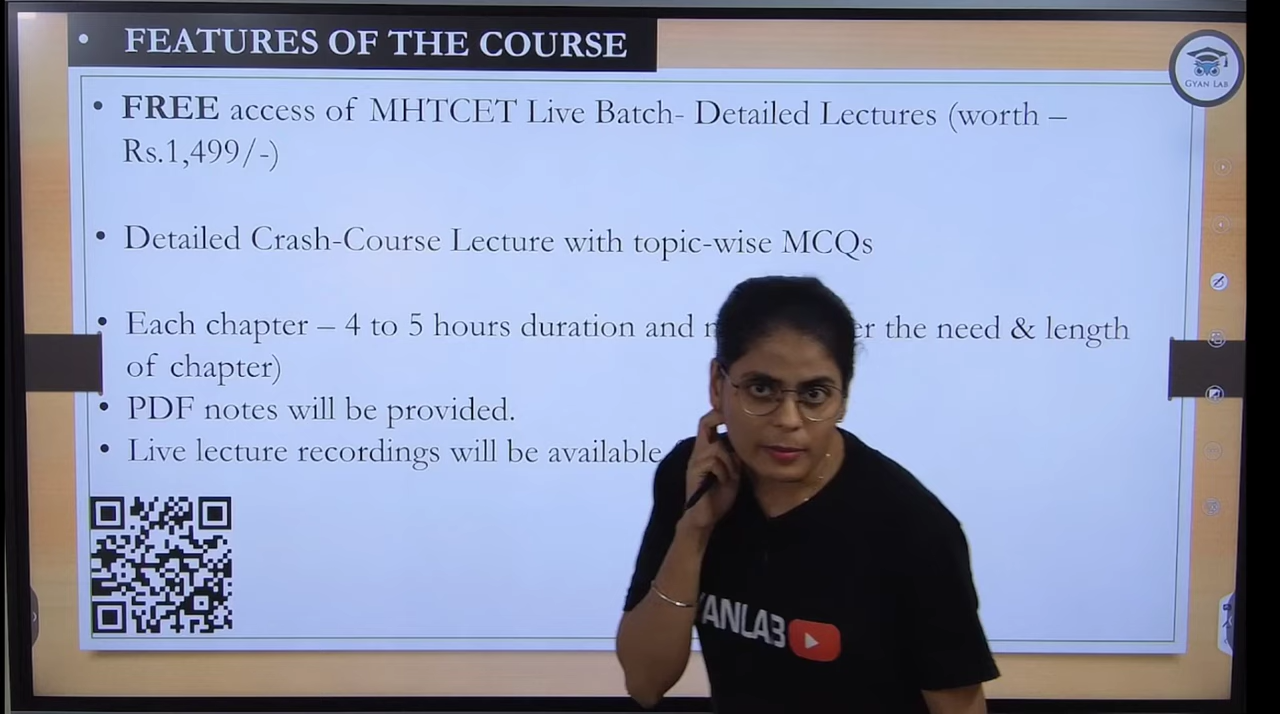 • FEATURES OF THE COURSE
GYAN LAB
• FREE access of MHTCET Live Batch- Detailed Lectures (worth –
Rs.1,499/-)
• Detailed Crash-Course Lecture with topic-wise MCQs
• Each chapter – 4 to 5 hours duration and the need & length
of chapter)
• PDF notes will be provided.
• Live lecture recordings will be available
YANLAB